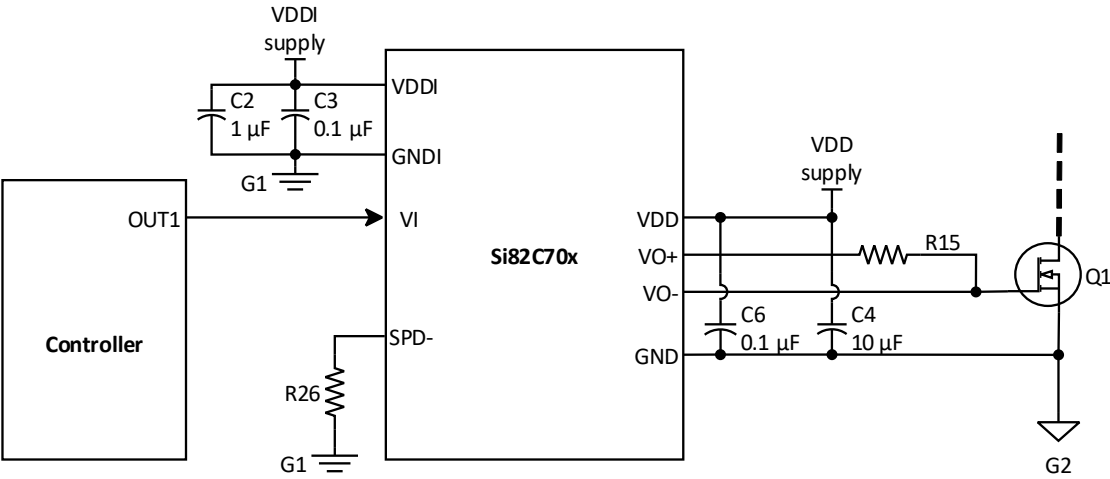 VDDI
supply
C2
1 µF
C3
0.1 µF
VDDI
GNDI
G1
OUT1
VI
Controller
SPD-
R26
G1
Si82C70x
VDD
supply
VDD
VO+
R15
VO-
Q1
C6
0.1 µF
C4
10 µF
GND
G2